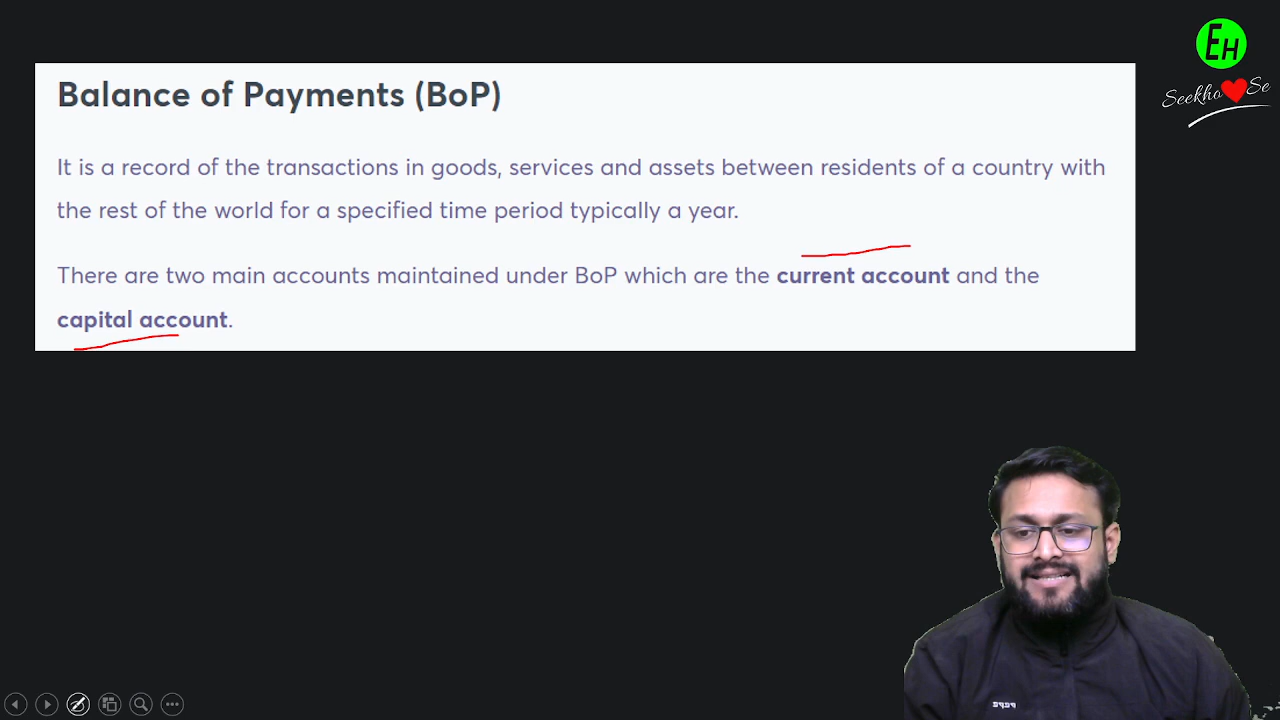 Balance of Payments (BoP)
It is a record of the transactions in goods, services and assets between residents of a country with
the rest of the world for a specified time period typically a year.
There are two main accounts maintained under BoP which are the current account and the
capital account.
EH
Seekho Se